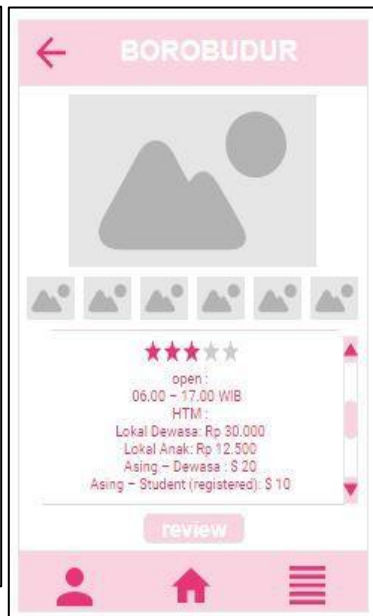 BOROBUDUR
open :
06.00 – 17.00 WIB
HTM :
Lokal Dewasa: Rp 30.000
Lokal Anak: Rp 12.500
Asing – Dewasa : $ 20
Asing – Student (registered): $ 10
review